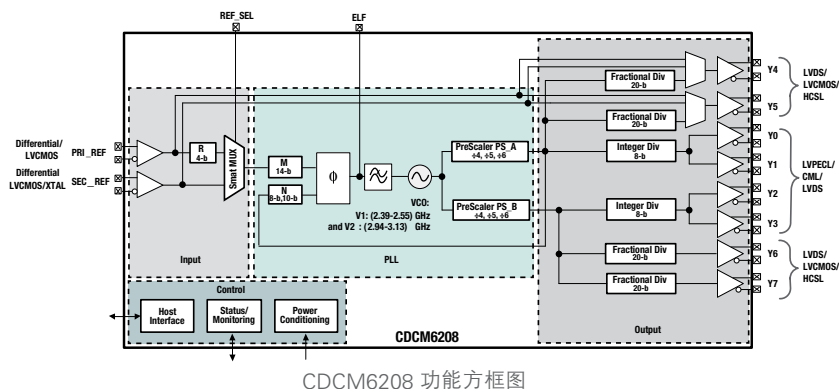 REF_SEL
ELF
Differential/
LVCMOS
PRI_REF
Differential
LVCMOS/XTAL
SEC_REF
R
4-b
Smat MUX
Input
M
14-b
N
8-b,10-b
ϕ
VCO:
V1: (2.39-2.55) GHz
and V2 : (2.94-3.13) GHz
PreScaler PS_A
÷4, ÷5, ÷6
PreScaler PS_B
÷4, ÷5, ÷6
PLL
Fractional Div
20-b
Fractional Div
20-b
Integer Div
8-b
Integer Div
8-b
Fractional Div
20-b
Fractional Div
20-b
Output
Y4
Y5
LVDS/
LVCMOS/
HCSL
Y0
Y1
Y2
Y3
LVPECL/
CML/
LVDS
Y6
Y7
LVDS/
LVCMOS/
HCSL
Control
Host
Interface
Status/
Monitoring
Power
Conditioning
CDCM6208
CDCM6208 功能方框图